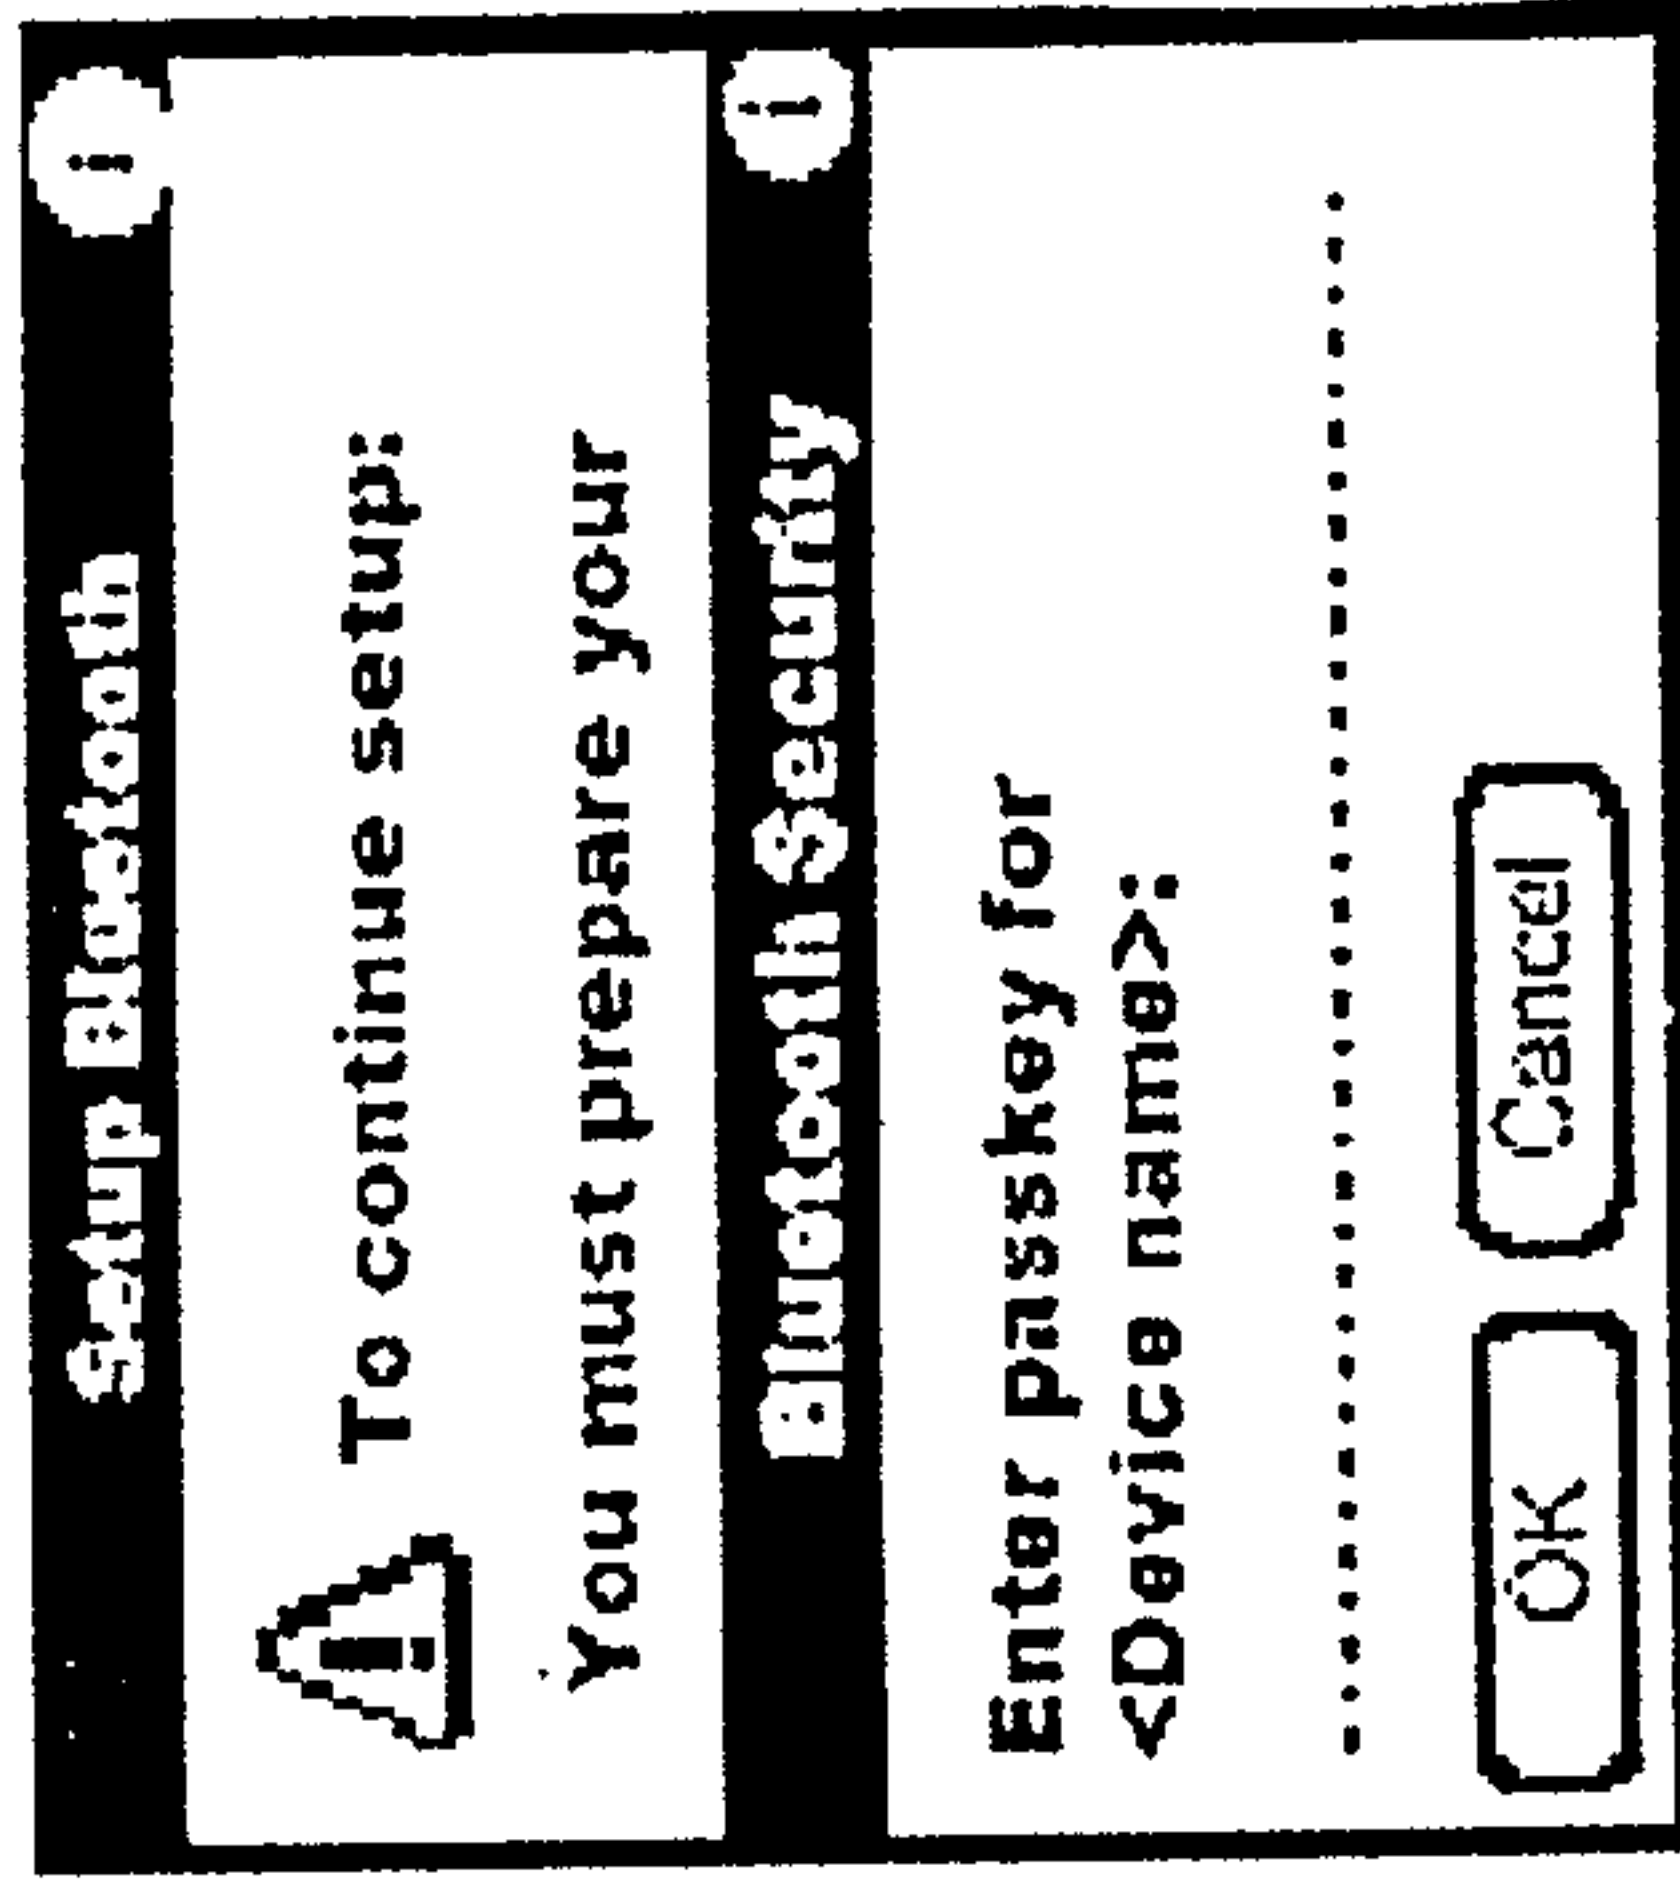 Setup Bluetooth i
! To continue setup:
You must prepare your
Bluetooth Security i
Enter passkey for
<Device name>:
OK Cancel